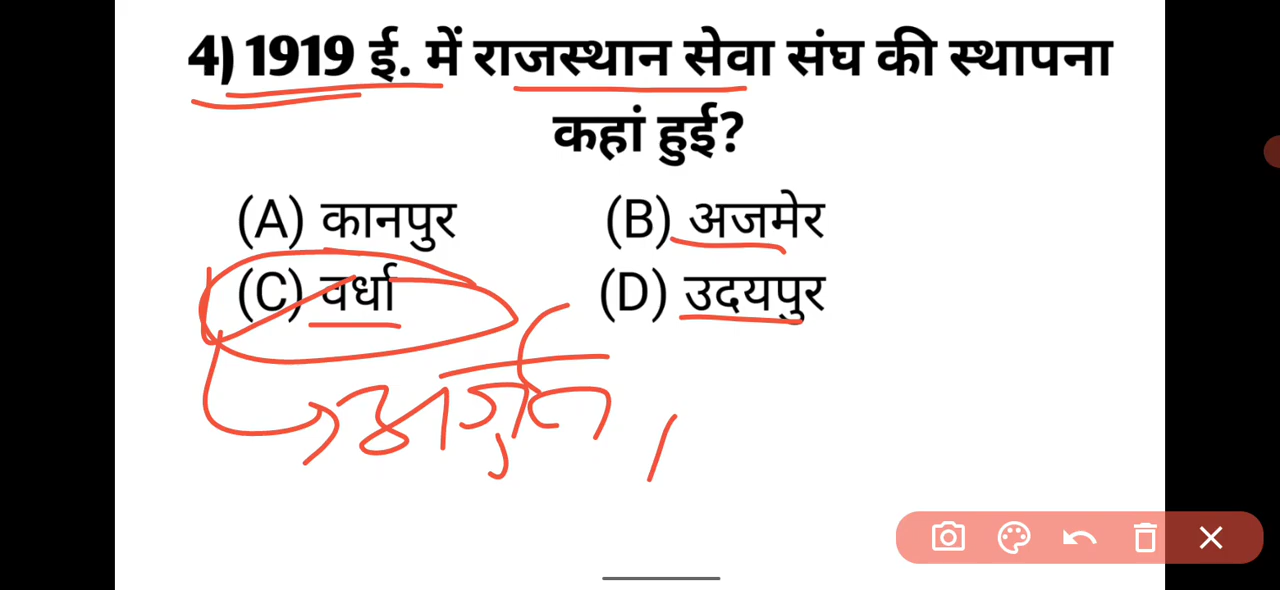 4) 1919 ई. में राजस्थान सेवा संघ की स्थापना
कहां हुई?
(A) कानपुर (B) अजमेर
(C) वर्धा (D) उदयपुर